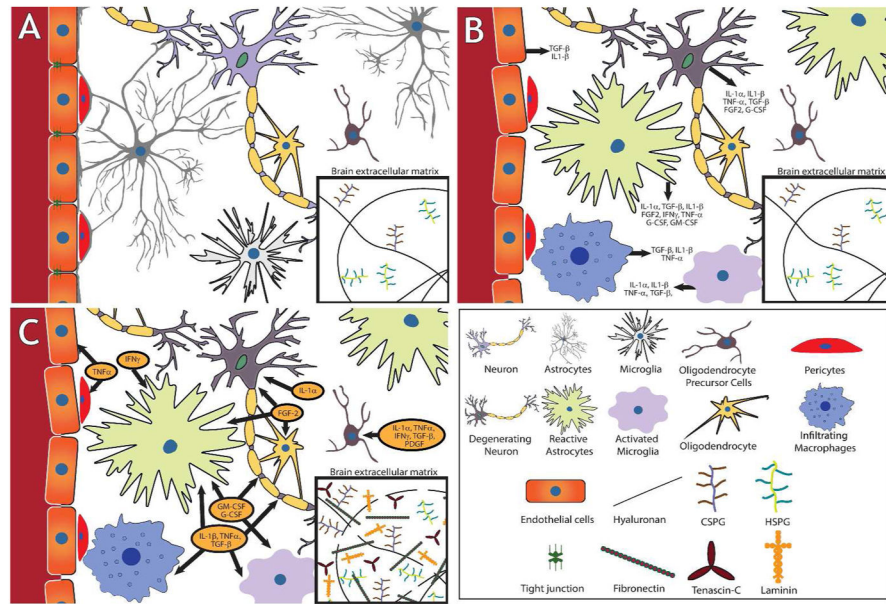 A
Brain extracellular matrix
B
TGF-β
IL1-β
IL-1α, IL1-β
TNF-α, TGF-β
FGF2, G-CSF
Brain extracellular matrix
IL-1α, TGF-β, IL1-β
FGF2, IFNγ, TNF-α
G-CSF, GM-CSF
TGF-β, IL1-β
TNF-α
IL-1α, IL1-β
TNF-α, TGF-β,
C
IFNγ
TNFα
IL-1α
FGF-2
IL-1α, TNFα,
IFNγ, TGF-β,
PDGF
Brain extracellular matrix
GM-CSF
G-CSF
IL-1β, TNFα,
TGF-β
Neuron
Astrocytes
Microglia
Oligodendrocyte
Precursor Cells
Pericytes
Degenerating
Neuron
Reactive
Astrocytes
Activated
Microglia
Oligodendrocyte
Infiltrating
Macrophages
Endothelial cells
Hyaluronan
CSPG
HSPG
Tight junction
Fibronectin
Tenascin-C
Laminin